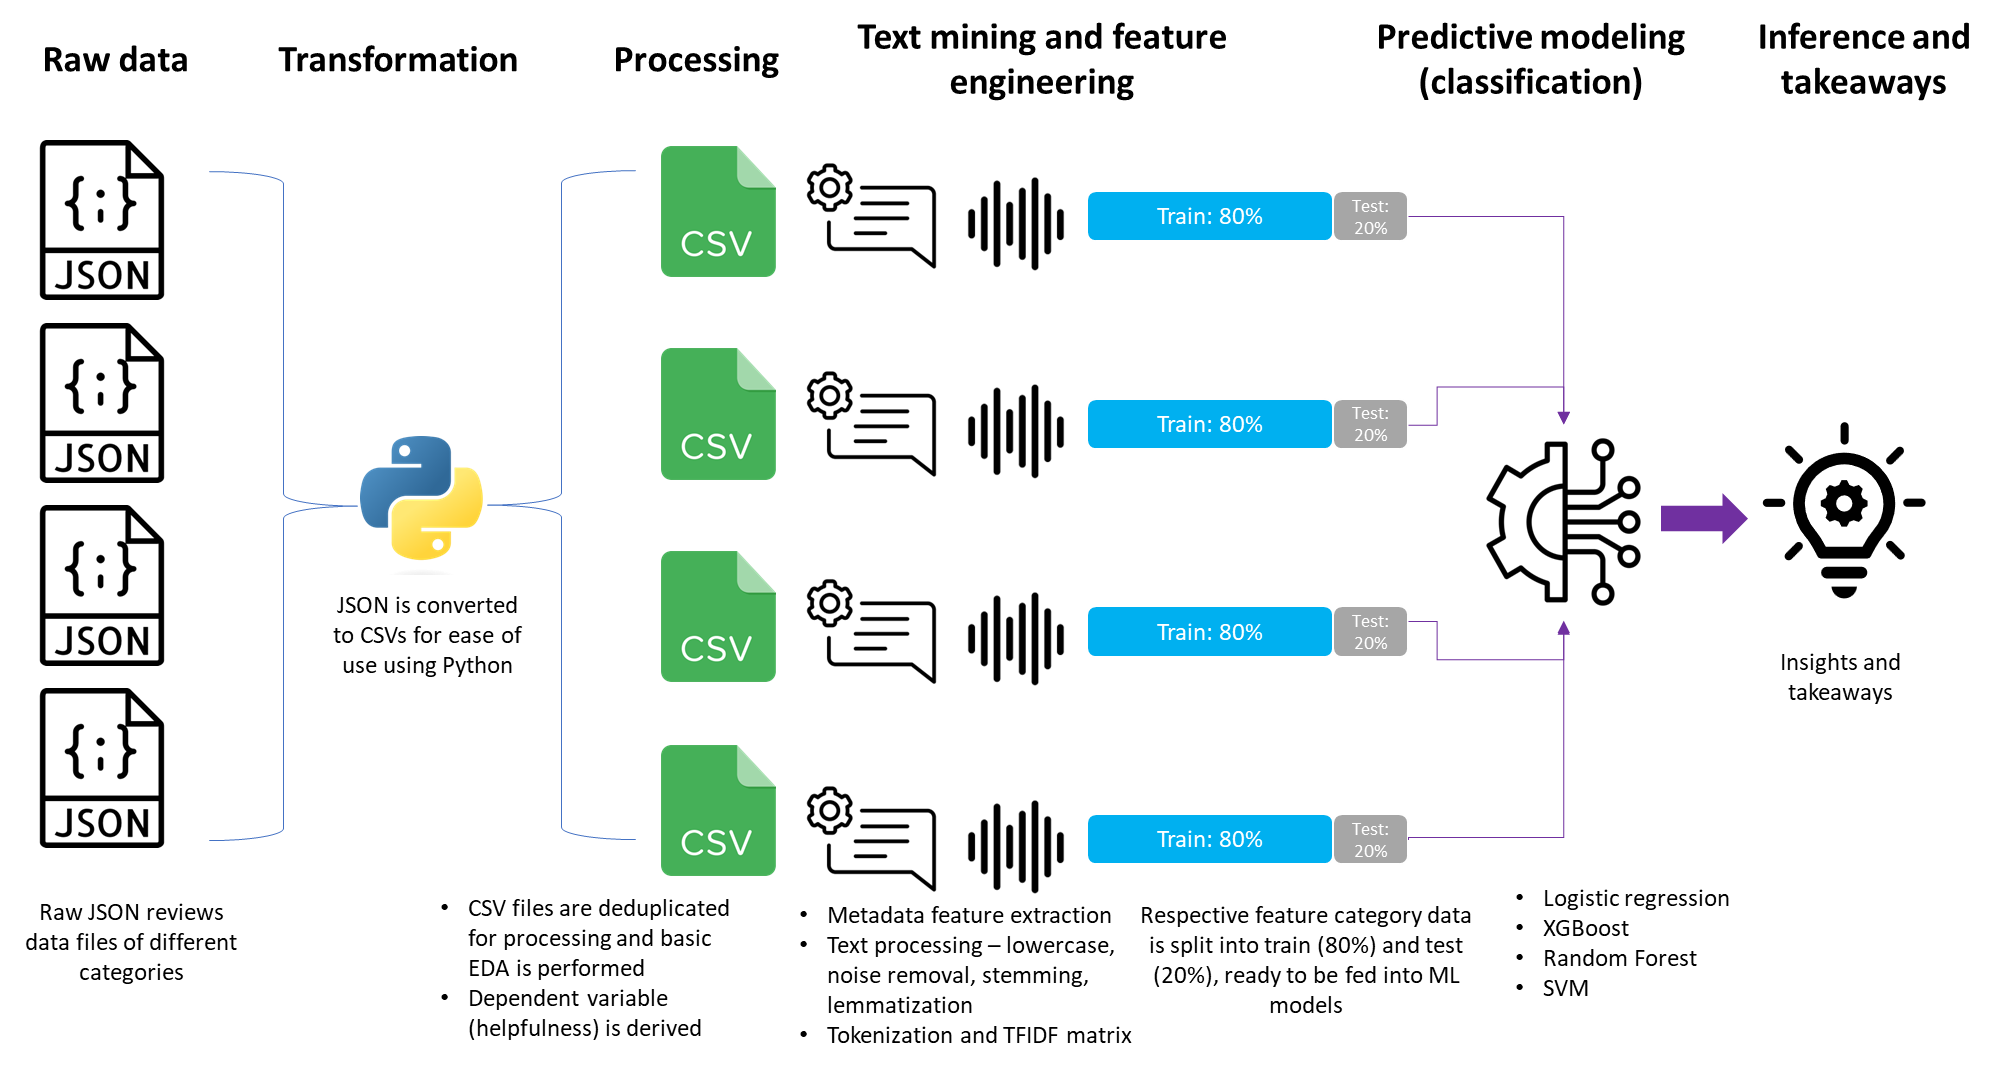 Raw data
Transformation
Processing
Text mining and feature
engineering
Predictive modeling
(classification)
Inference and
takeaways
{;}
JSON
{;}
JSON
{;}
JSON
{;}
JSON
Raw JSON reviews
data files of different
categories
JSON is converted
to CSVs for ease of
use using Python
CSV
CSV
CSV
CSV
• CSV files are deduplicated
for processing and basic
EDA is performed
• Dependent variable
(helpfulness) is derived
• Metadata feature extraction
• Text processing – lowercase,
noise removal, stemming,
lemmatization
• Tokenization and TFIDF matrix
Train: 80%
Test:
20%
Train: 80%
Test:
20%
Train: 80%
Test:
20%
Train: 80%
Test:
20%
Respective feature category data
is split into train (80%) and test
(20%), ready to be fed into ML
models
• Logistic regression
• XGBoost
• Random Forest
• SVM
Insights and
takeaways